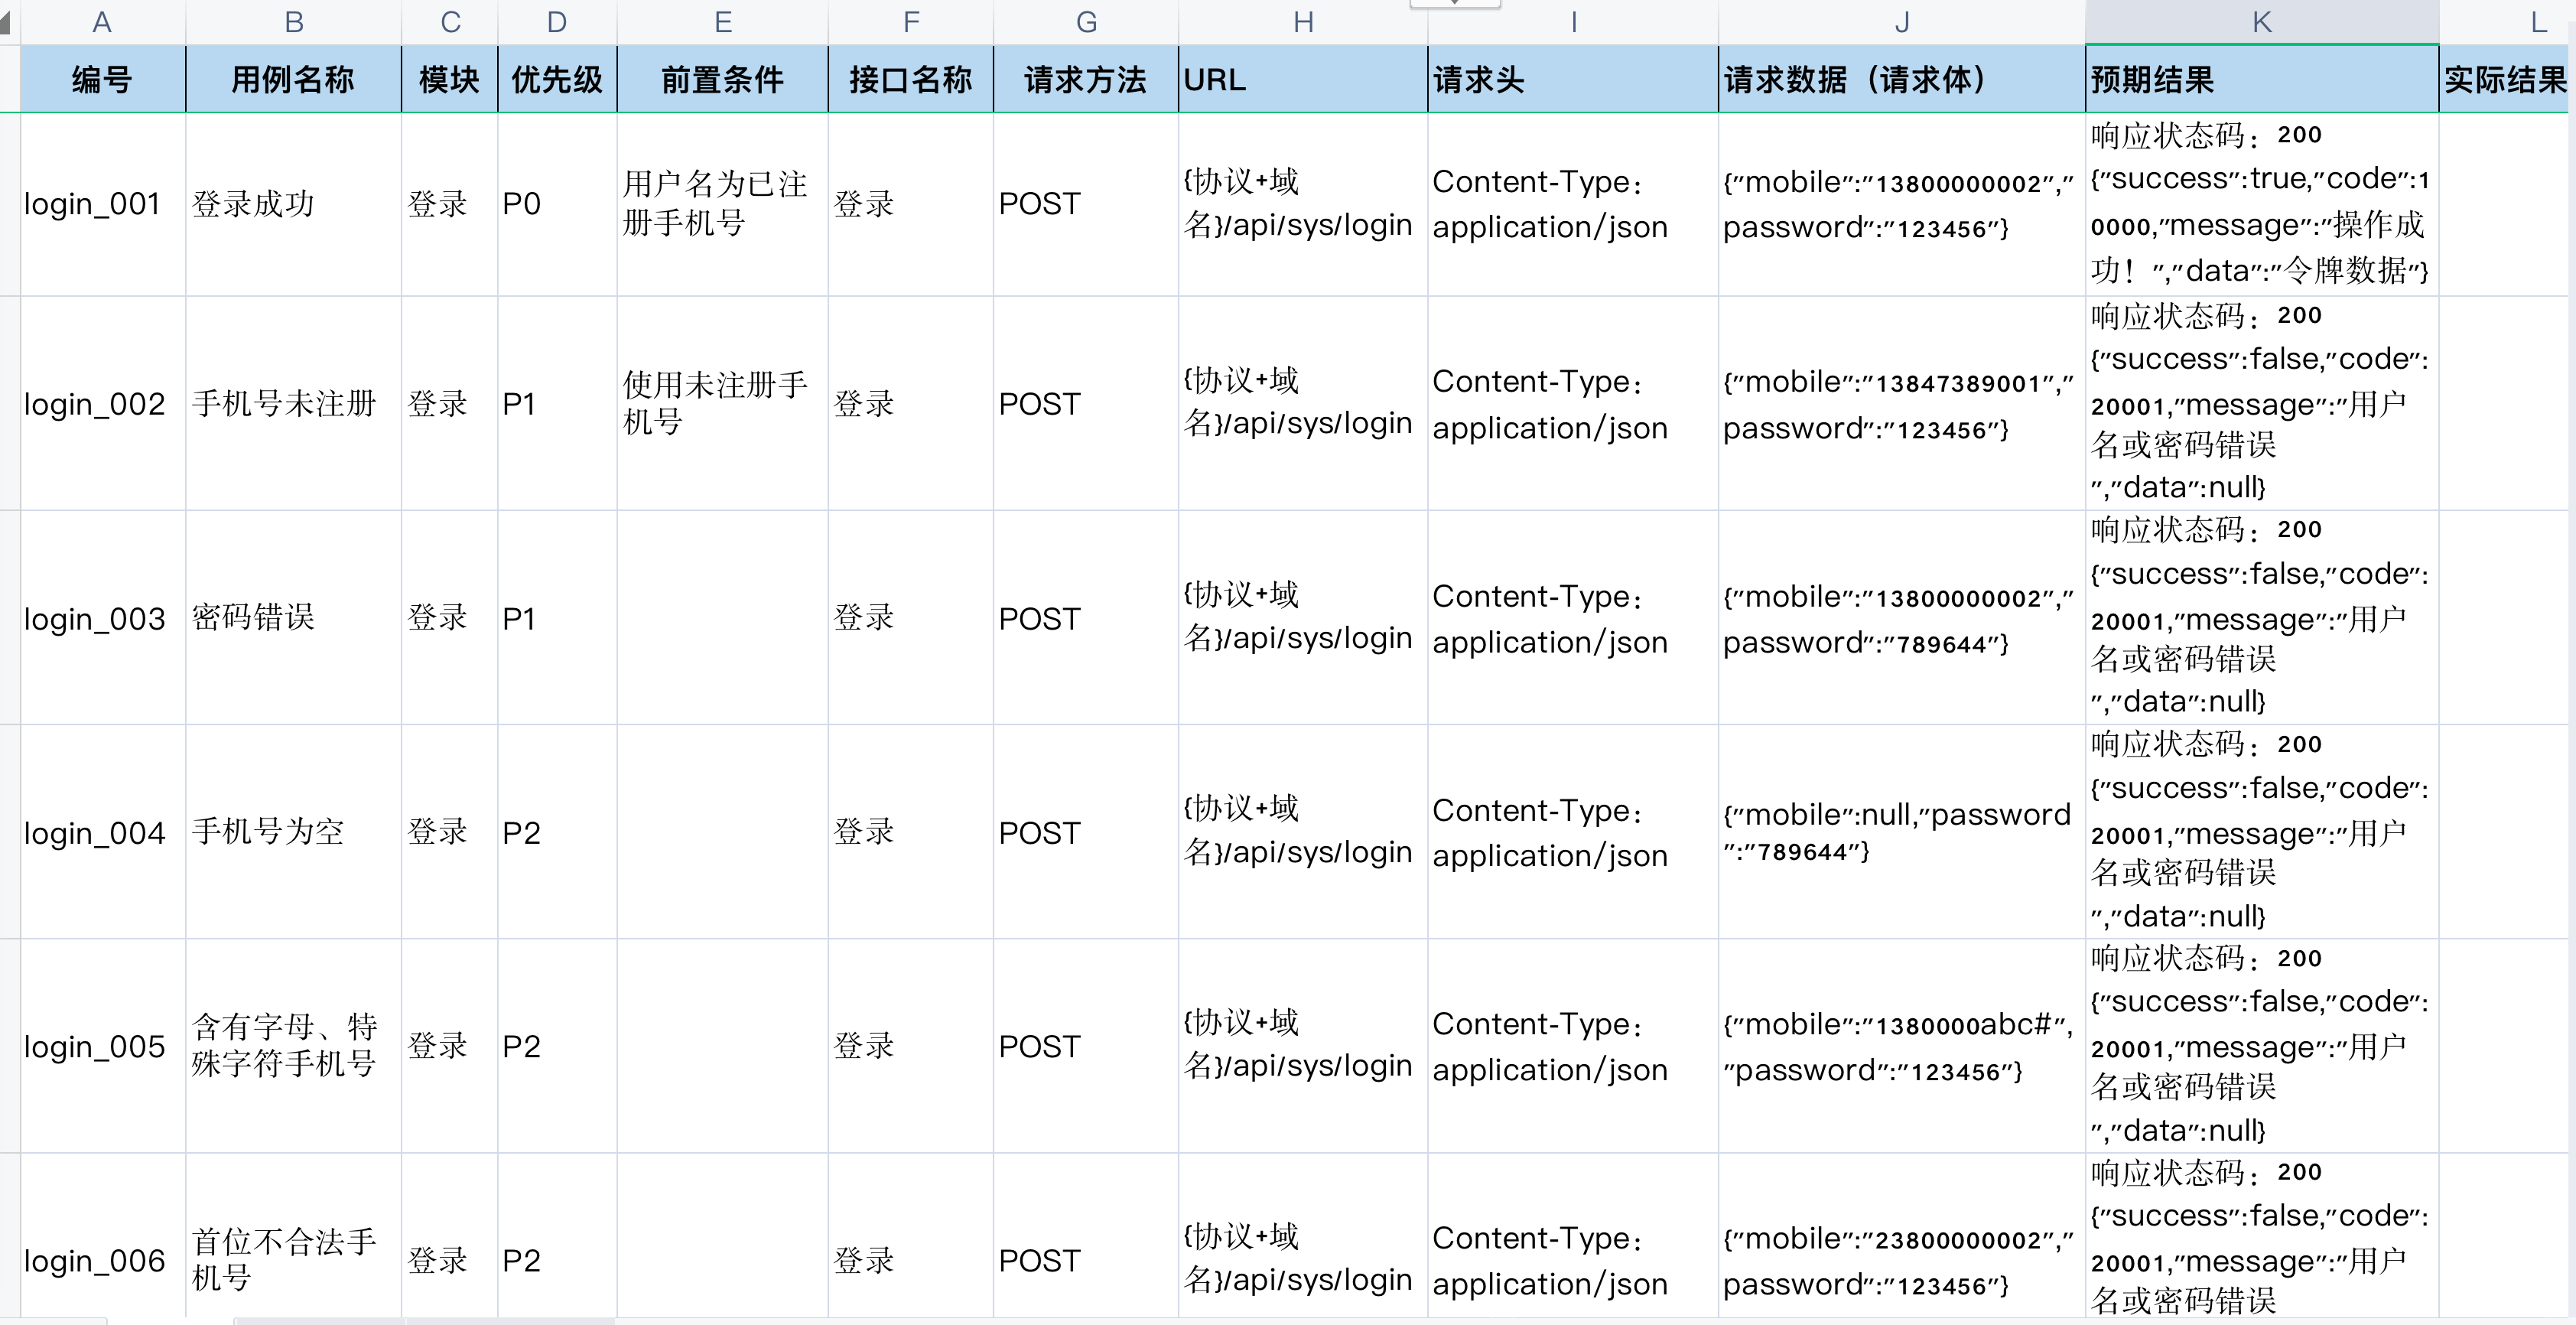 A B C D E F G H I J K L
编号 用例名称 模块 优先级 前置条件 接口名称 请求方法 URL 请求头 请求数据（请求体） 预期结果 实际结果
login_001
登录成功
登录
P0
用户名为已注
册手机号
登录
POST
{协议+域
名}/api/sys/login
Content-Type:
application/json
{"mobile":"13800000002","
password":"123456"}
响应状态码：200
{"success":true,"code":1
0000,"message":"操作成
功！","data":"令牌数据"}
login_002
手机号未注册
登录
P1
使用未注册手
机号
登录
POST
{协议+域
名}/api/sys/login
Content-Type:
application/json
{"mobile":"13847389001","
password":"123456"}
响应状态码：200
{"success":false,"code":
20001,"message":"用户
名或密码错误
","data":null}
login_003
密码错误
登录
P1
登录
POST
{协议+域
名}/api/sys/login
Content-Type:
application/json
{"mobile":"13800000002","
password":"789644"}
响应状态码：200
{"success":false,"code":
20001,"message":"用户
名或密码错误
","data":null}
login_004
手机号为空
登录
P2
登录
POST
{协议+域
名}/api/sys/login
Content-Type:
application/json
{"mobile":null,"password
":"789644"}
响应状态码：200
{"success":false,"code":
20001,"message":"用户
名或密码错误
","data":null}
login_005
含有字母、特
殊字符手机号
登录
P2
登录
POST
{协议+域
名}/api/sys/login
Content-Type:
application/json
{"mobile":"1380000abc#",
"password":"123456"}
响应状态码：200
{"success":false,"code":
20001,"message":"用户
名或密码错误
","data":null}
login_006
首位不合法手
机号
登录
P2
登录
POST
{协议+域
名}/api/sys/login
Content-Type:
application/json
{"mobile":"23800000002","
password":"123456"}
响应状态码：200
{"success":false,"code":
20001,"message":"用户
名或密码错误